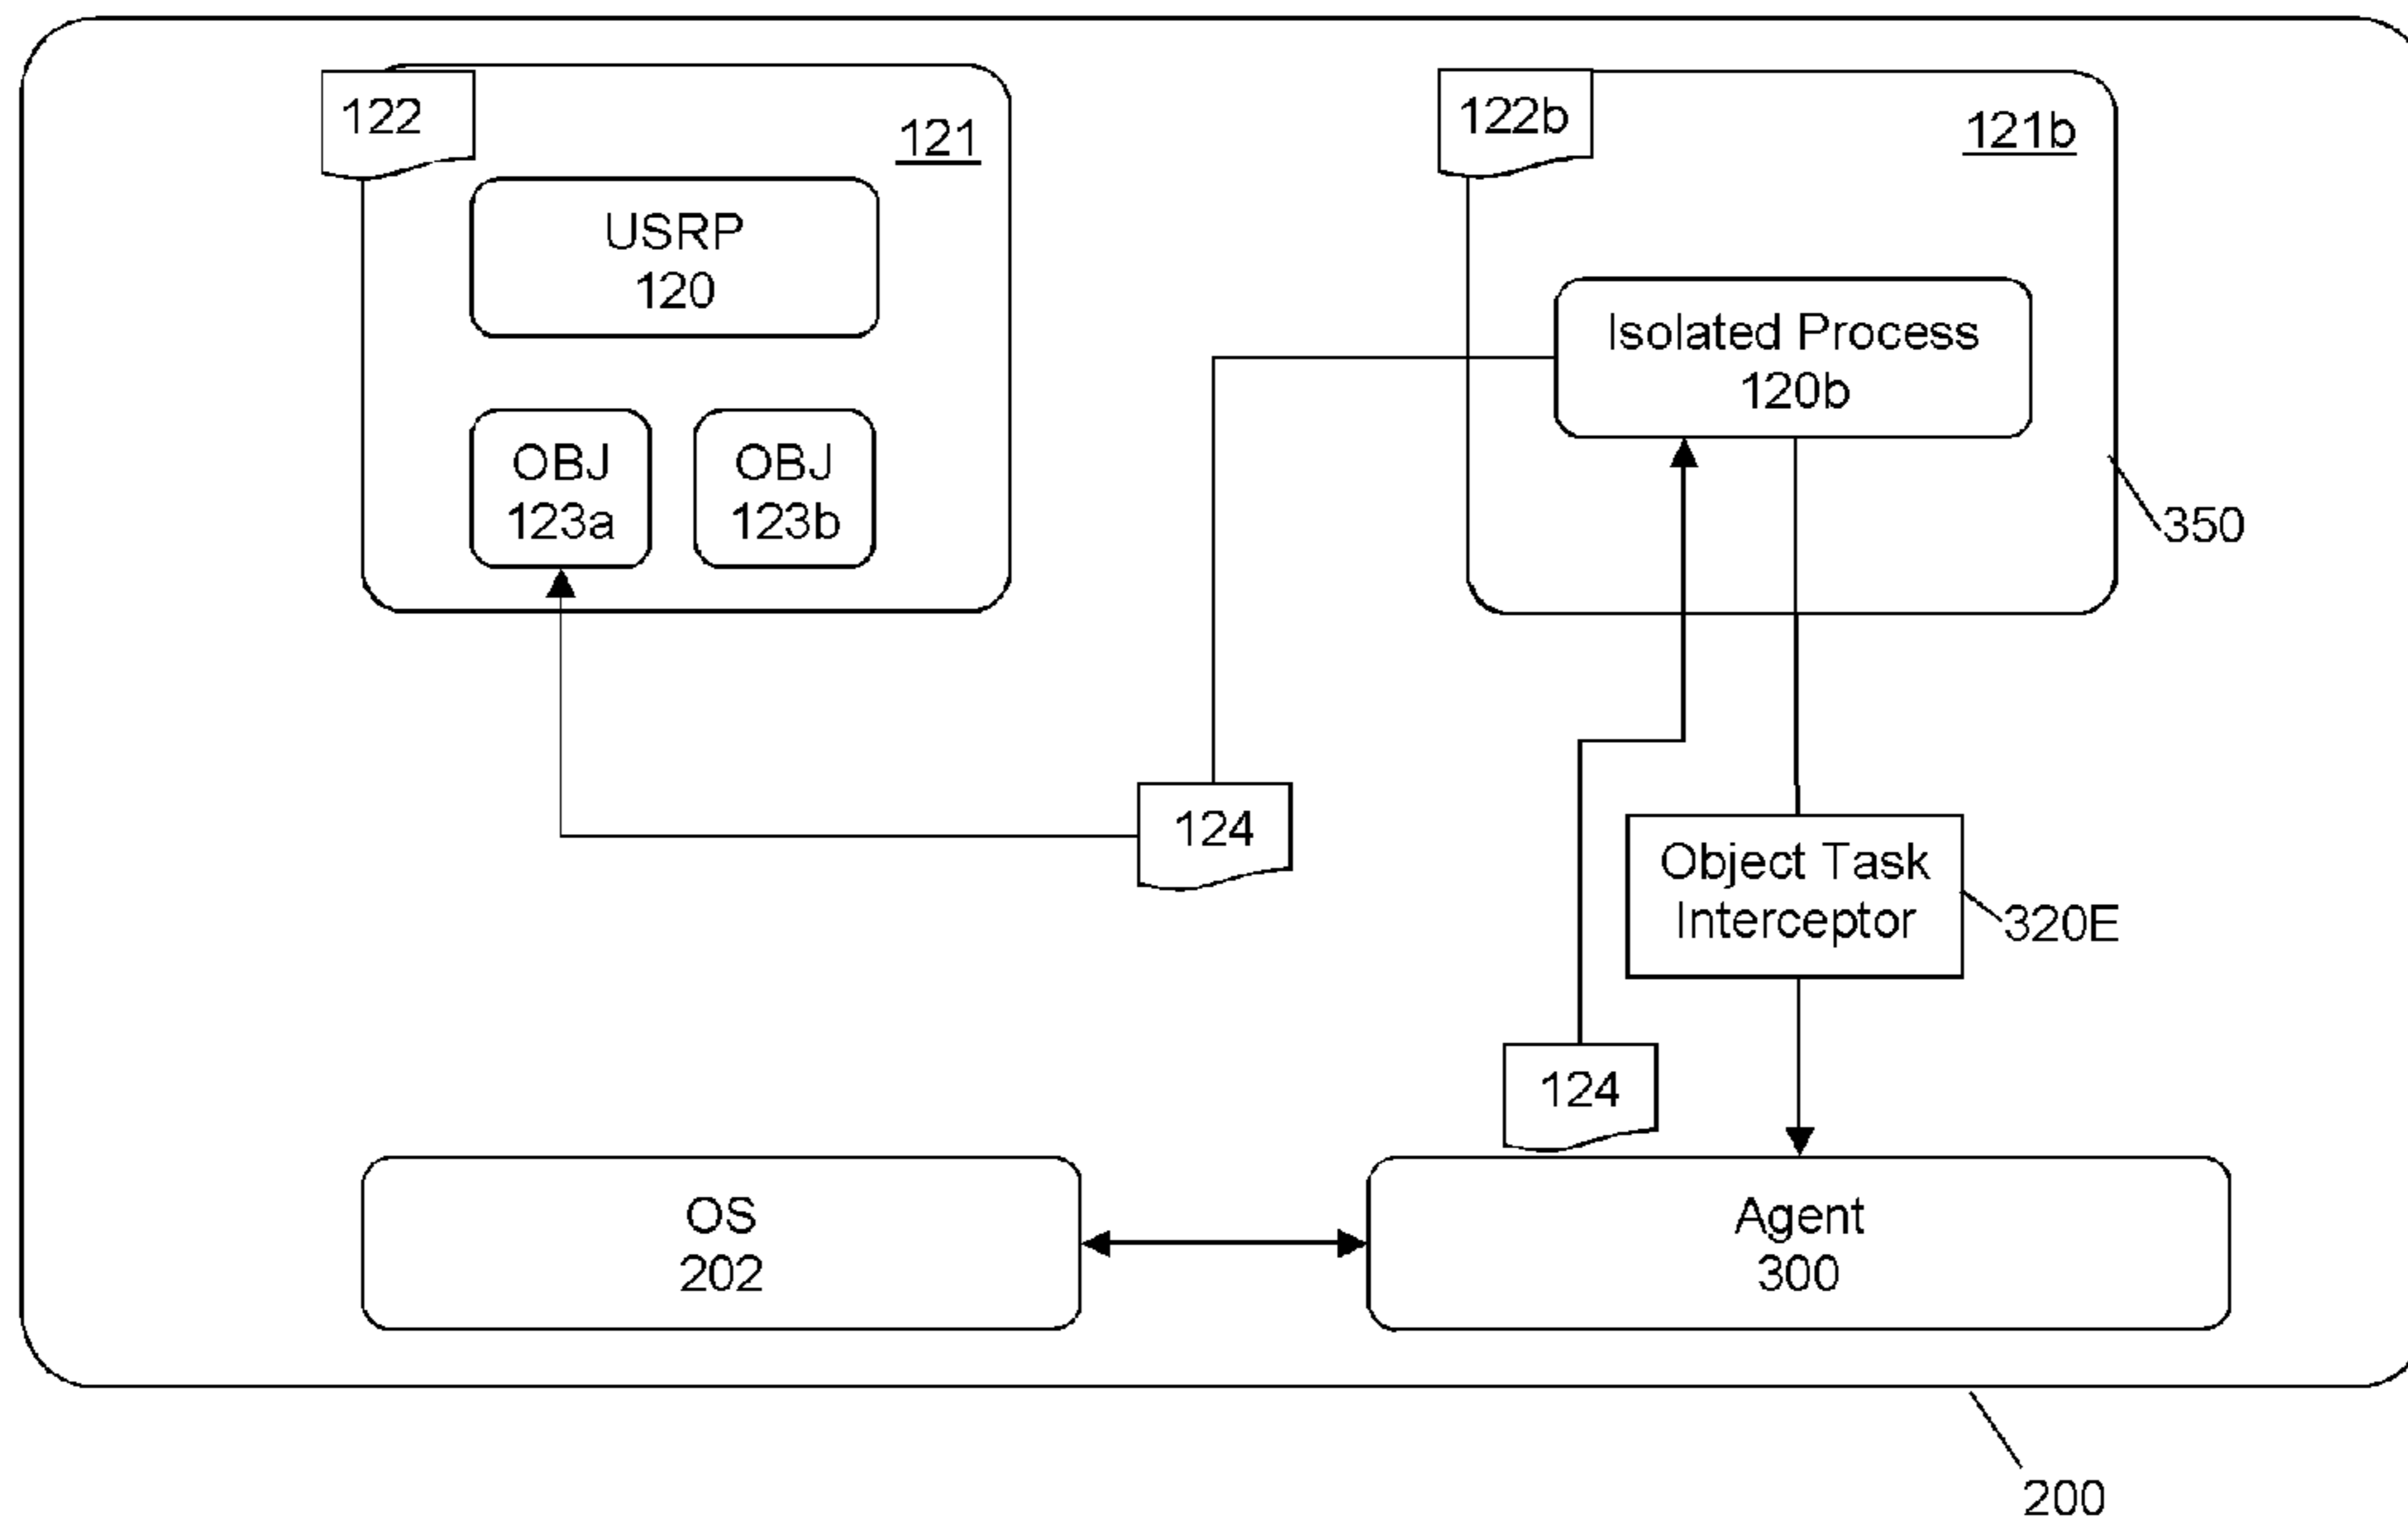 122
121
USRP
120
OBJ
123a
OBJ
123b
122b
121b
Isolated Process
120b
350
124
Object Task
Interceptor
320E
124
OS
202
Agent
300
200